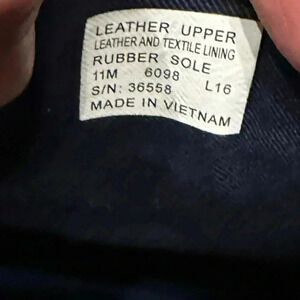 LEATHER UPPER
LEATHER AND TEXTILE LINING
RUBBER SOLE
11M 6098 L16
S/N: 36558
MADE IN VIETNAM